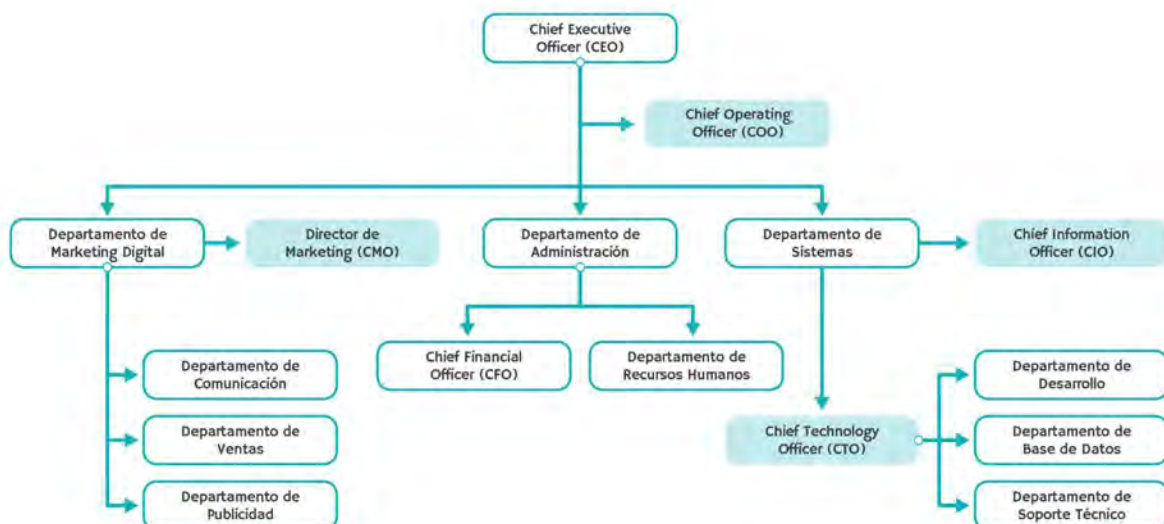 Chief Executive
Officer (CEO)
Chief Operating
Officer (COO)
Departamento de
Marketing Digital
Director de
Marketing (CMO)
Departamento de
Administración
Departamento de
Sistemas
Chief Information
Officer (CIO)
Departamento de
Comunicación
Departamento de
Ventas
Departamento de
Publicidad
Chief Financial
Officer (CFO)
Departamento de
Recursos Humanos
Chief Technology
Officer (CTO)
Departamento de
Desarrollo
Departamento de
Base de Datos
Departamento de
Soporte Técnico